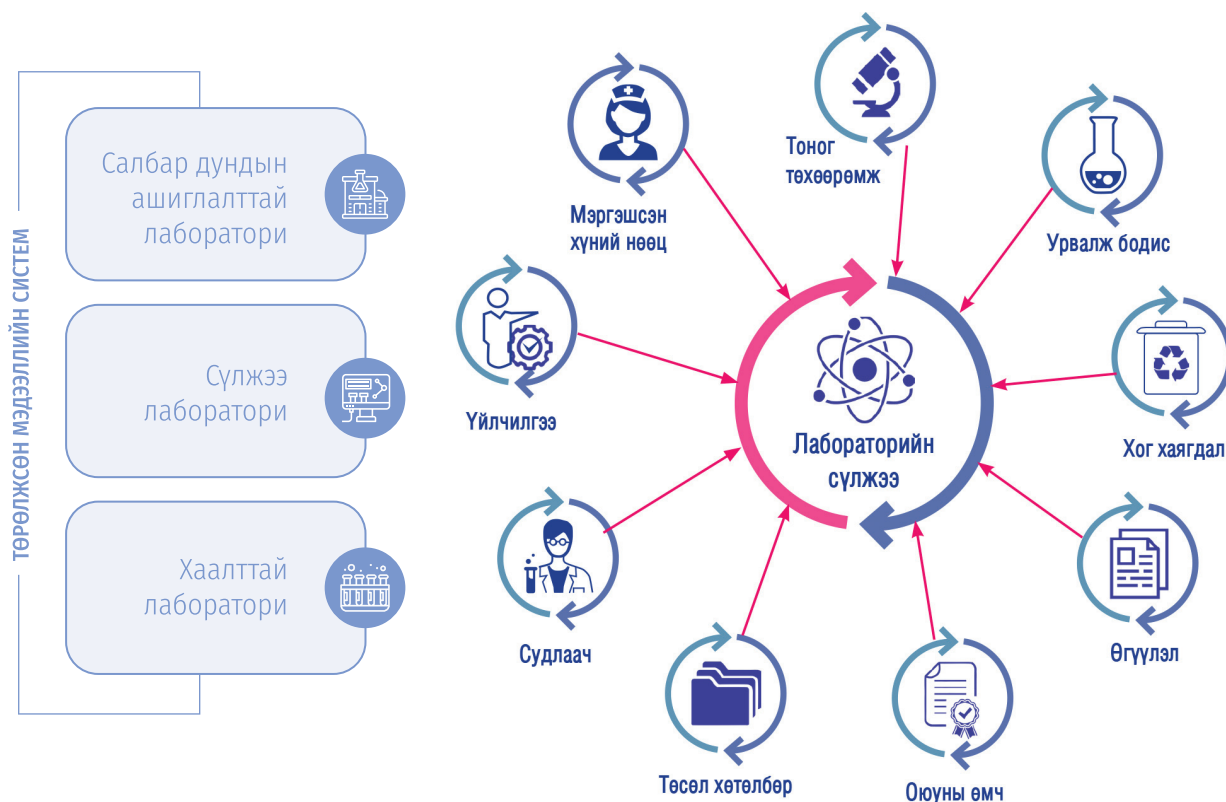 ТӨРӨЛЖСӨН МЭДЭЭЛЛИЙН СИСТЕМ
Салбар дундын
ашиглалттай
лаборатори
Сүлжээ
лаборатори
Хаалттай
лаборатори
Тоног
төхөөрөмж
Мэргэшсэн
хүний нөөц
Урвалж бодис
Үйлчилгээ
Лабораторийн
сүлжээ
Хог хаягдал
Судлаач
Өгүүлэл
Төсөл хөтөлбөр
Оюуны өмч